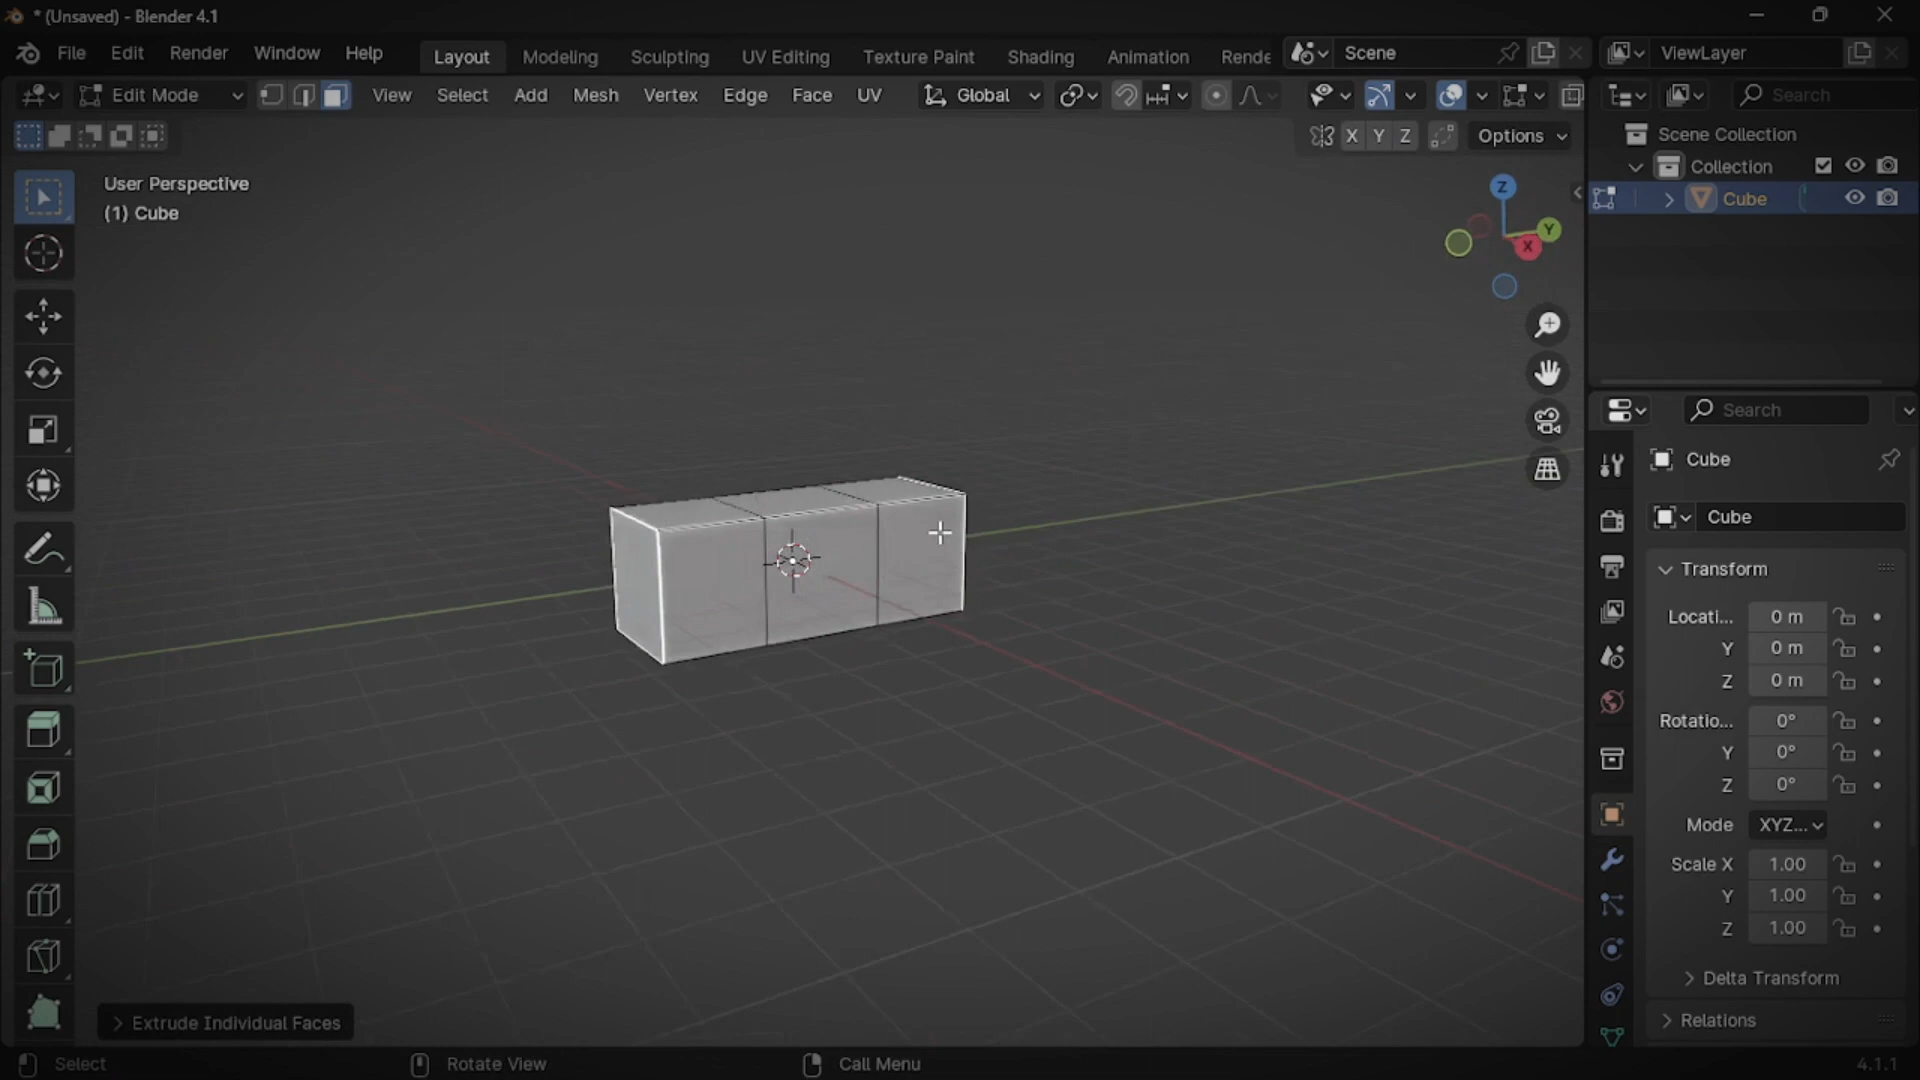 * (Unsaved) - Blender 4.1
File Edit Render Window Help Layout Modeling Sculpting UV Editing Texture Paint Shading Animation Rende Scene ViewLayer
Edit Mode View Select Add Mesh Vertex Edge Face UV Global Search
X Y Z Options
Scene Collection
Collection
Cube
User Perspective
(1) Cube
Z
Y
X
Search
Cube
Cube
Transform
Locati... 0 m
Y 0 m
Z 0 m
Rotatio... 0°
Y 0°
Z 0°
Mode XYZ...
Scale X 1.00
Y 1.00
Z 1.00
Delta Transform
Relations
Extrude Individual Faces
Select Rotate View Call Menu 4.1.1